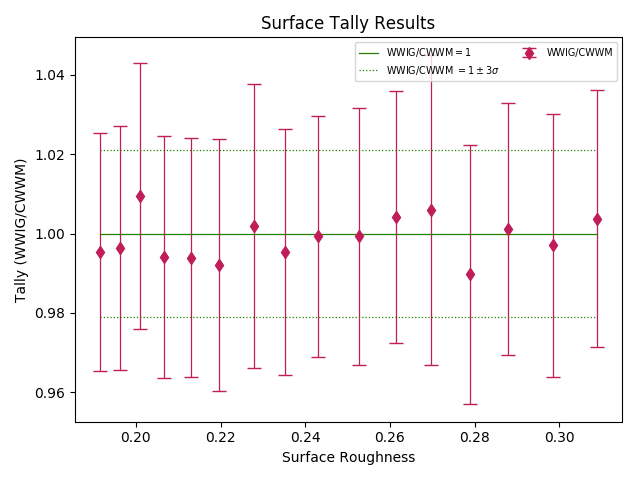 Surface Tally Results
WWIG/CWWM = 1
WWIG/CWWM = 1 ± 3σ
WWIG/CWWM
Tally (WWIG/CWWM)
1.04
1.02
1.00
0.98
0.96
0.20 0.22 0.24 0.26 0.28 0.30
Surface Roughness